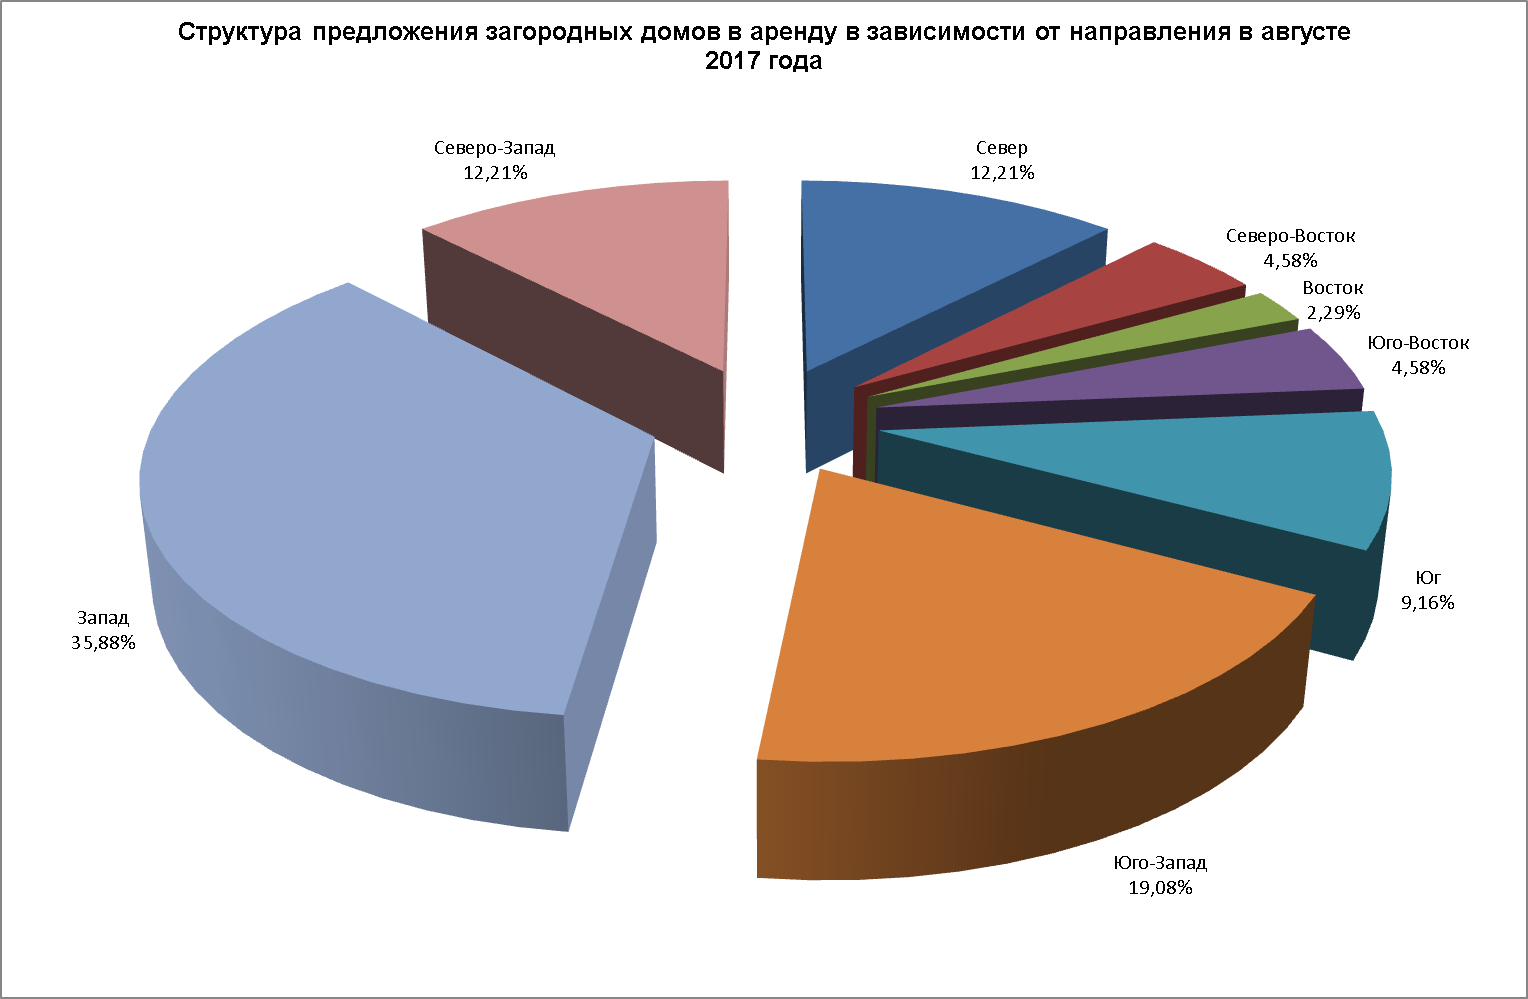 Структура предложения загородных домов в аренду в зависимости от направления в августе
2017 года
Северо-Запад
12,21%
Север
12,21%
Северо-Восток
4,58%
Восток
2,29%
Юго-Восток
4,58%
Юг
9,16%
Запад
35,88%
Юго-Запад
19,08%